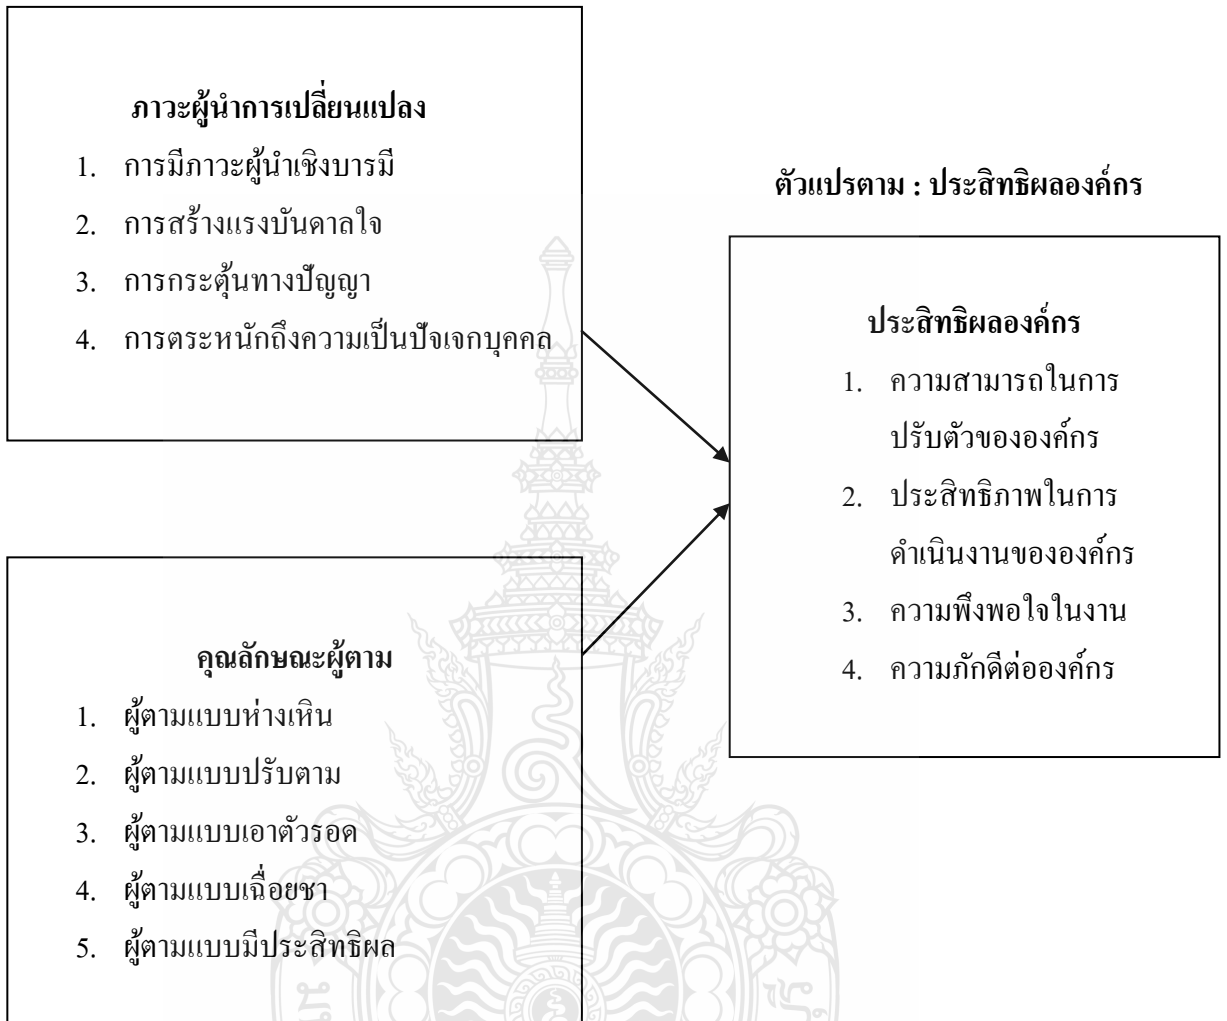 ภาวะผู้นำการเปลี่ยนแปลง
1. การมีภาวะผู้นำเชิงบารมี
2. การสร้างแรงบันดาลใจ
3. การกระตุ้นทางปัญญา
4. การตระหนักถึงความเป็นปัจเจกบุคคล
คุณลักษณะผู้ตาม
1. ผู้ตามแบบห่างเหิน
2. ผู้ตามแบบปรับตาม
3. ผู้ตามแบบเอาตัวรอด
4. ผู้ตามแบบเฉื่อยชา
5. ผู้ตามแบบมีประสิทธิผล
ตัวแปรตาม : ประสิทธิผลองค์กร
ประสิทธิผลองค์กร
1. ความสามารถในการ
ปรับตัวขององค์กร
2. ประสิทธิภาพในการ
ดำเนินงานขององค์กร
3. ความพึงพอใจในงาน
4. ความภักดีต่อองค์กร